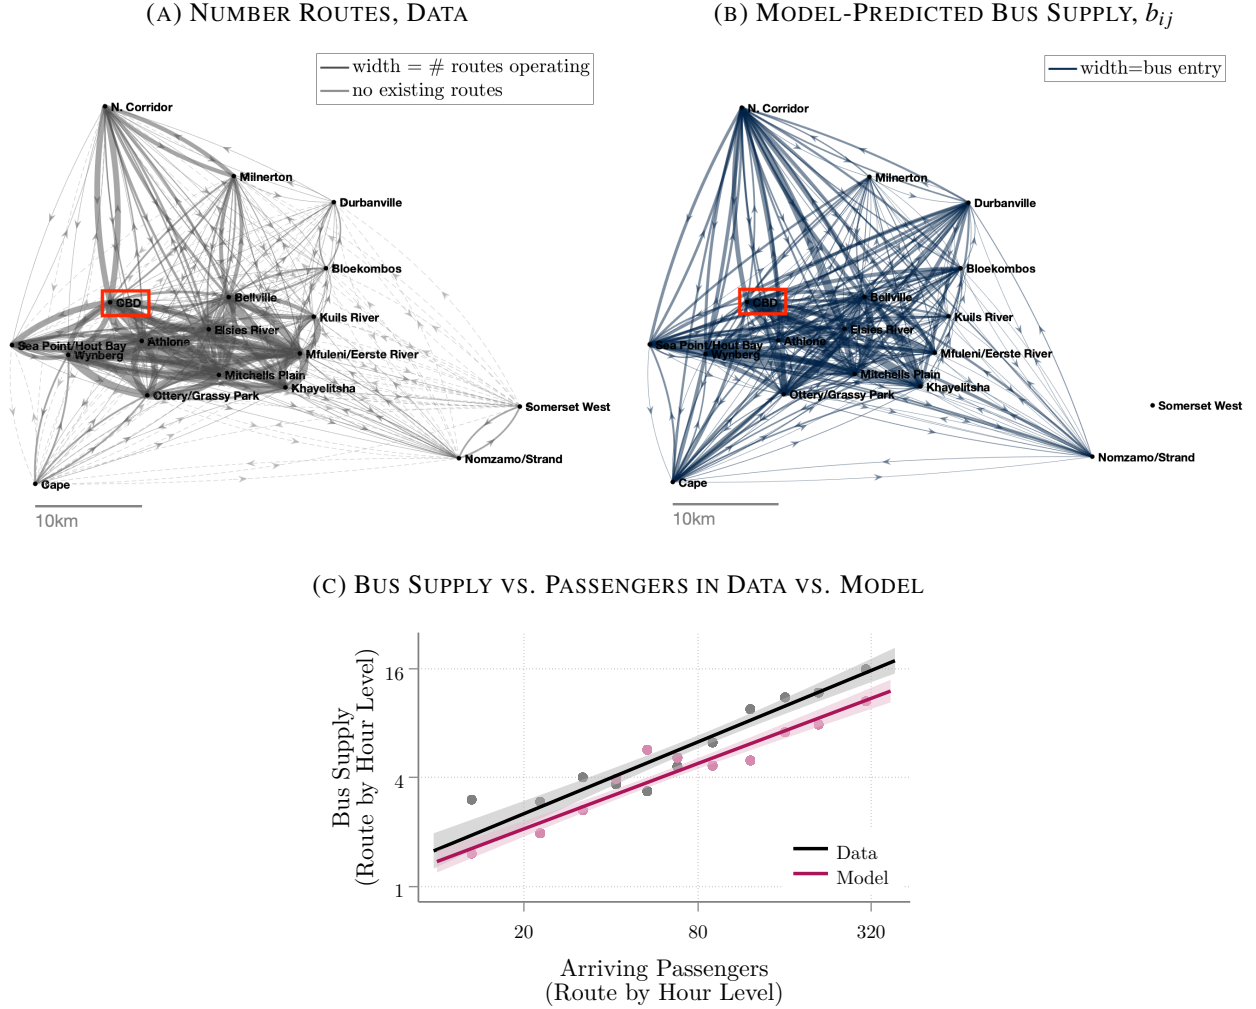 (A) NUMBER ROUTES, DATA
width = # routes operating
no existing routes
N. Corridor
Milnerton
Durbanville
Bloekombos
CBD
Bellville
Kuils River
Elsies River
Sea Point/Hout Bay
Athlone
Wynberg
Mfuleni/Eerste River
Mitchells Plain
Khayelitsha
Ottery/Grassy Park
Somerset West
Nomzamo/Strand
Cape
10km
(B) MODEL-PREDICTED BUS SUPPLY, bij
width=bus entry
N. Corridor
Milnerton
Durbanville
Bloekombos
CBD
Bellville
Kuils River
Elsies River
Sea Point/Hout Bay
Athlone
Wynberg
Mfuleni/Eerste River
Mitchells Plain
Khayelitsha
Ottery/Grassy Park
Somerset West
Nomzamo/Strand
Cape
10km
(C) BUS SUPPLY VS. PASSENGERS IN DATA VS. MODEL
Bus Supply
(Route by Hour Level)
16
4
1
Data
Model
20
80
320
Arriving Passengers
(Route by Hour Level)